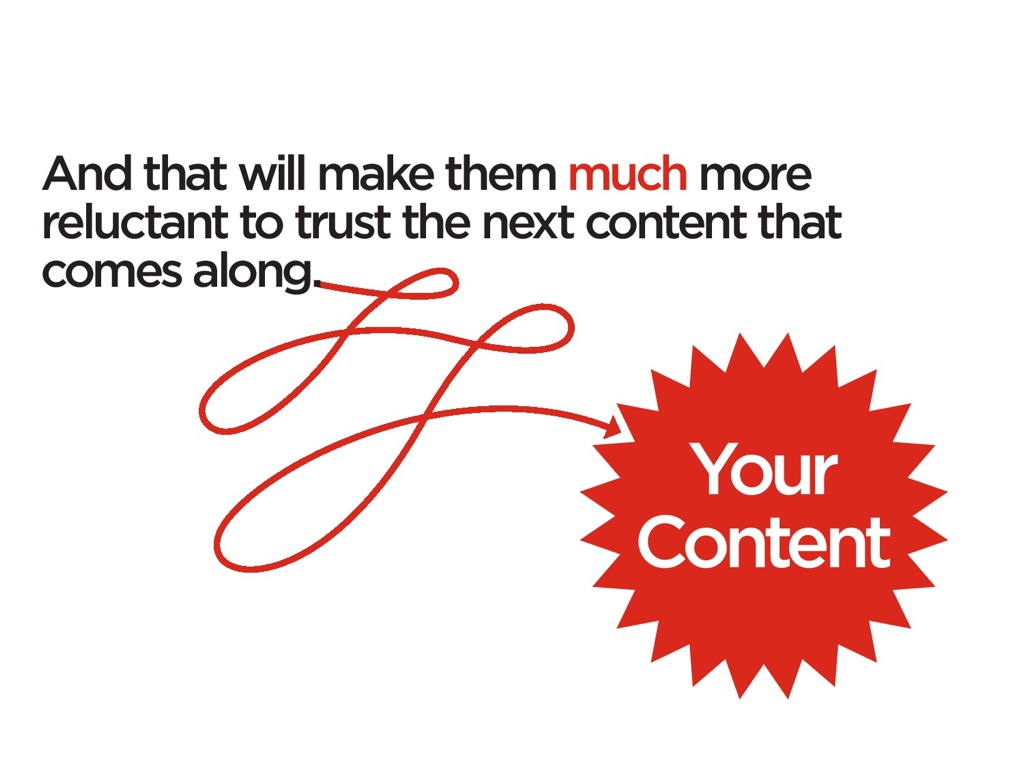 And that will make them much more
reluctant to trust the next content that
comes along.
Your
Content